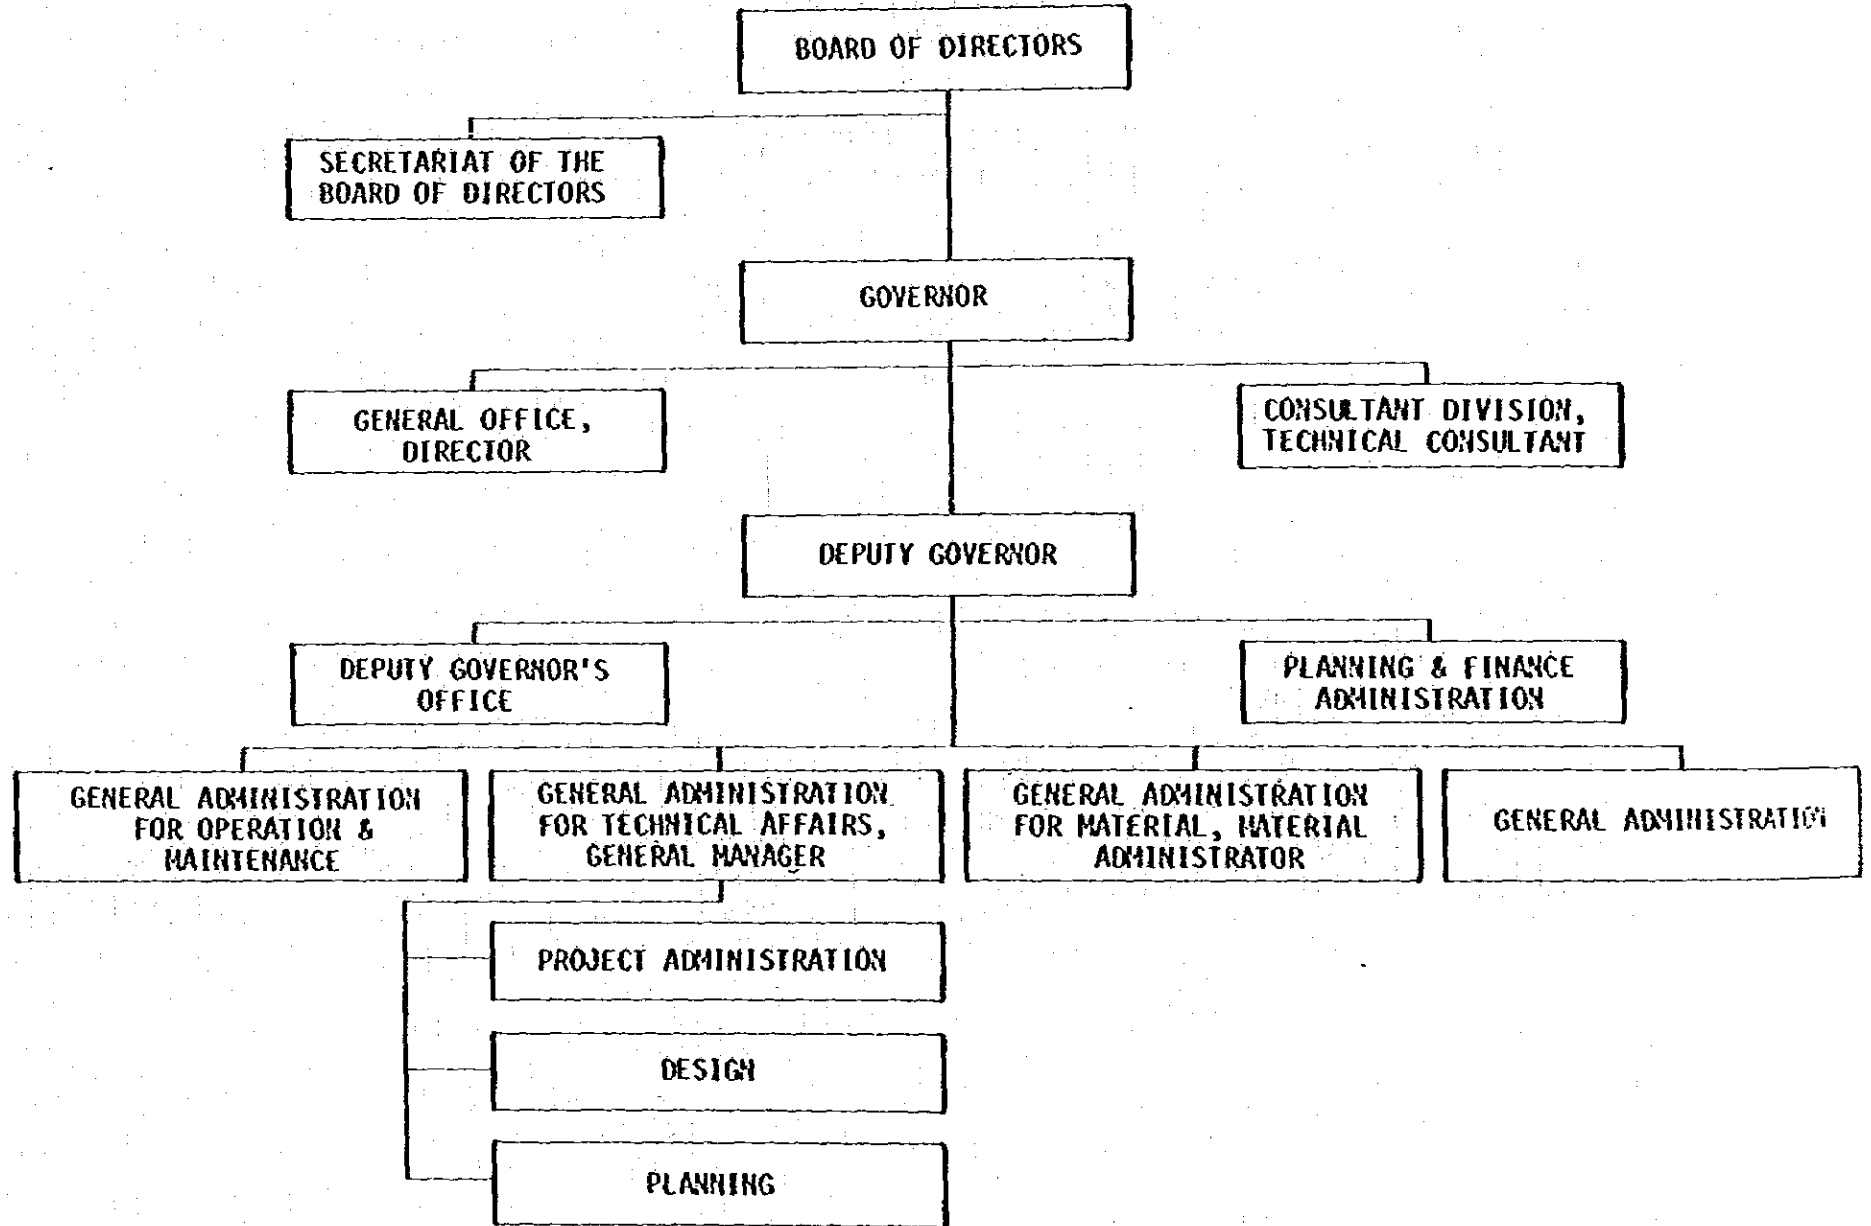 BOARD OF DIRECTORS
SECRETARIAT OF THE
BOARD OF DIRECTORS
GOVERNOR
GENERAL OFFICE,
DIRECTOR
CONSULTANT DIVISION,
TECHNICAL CONSULTANT
DEPUTY GOVERNOR
DEPUTY GOVERNOR'S
OFFICE
PLANNING & FINANCE
ADMINISTRATION
GENERAL ADMINISTRATION
FOR OPERATION &
MAINTENANCE
GENERAL ADMINISTRATION
FOR TECHNICAL AFFAIRS,
GENERAL MANAGER
GENERAL ADMINISTRATION
FOR MATERIAL, MATERIAL
ADMINISTRATOR
GENERAL ADMINISTRATION
PROJECT ADMINISTRATION
DESIGN
PLANNING